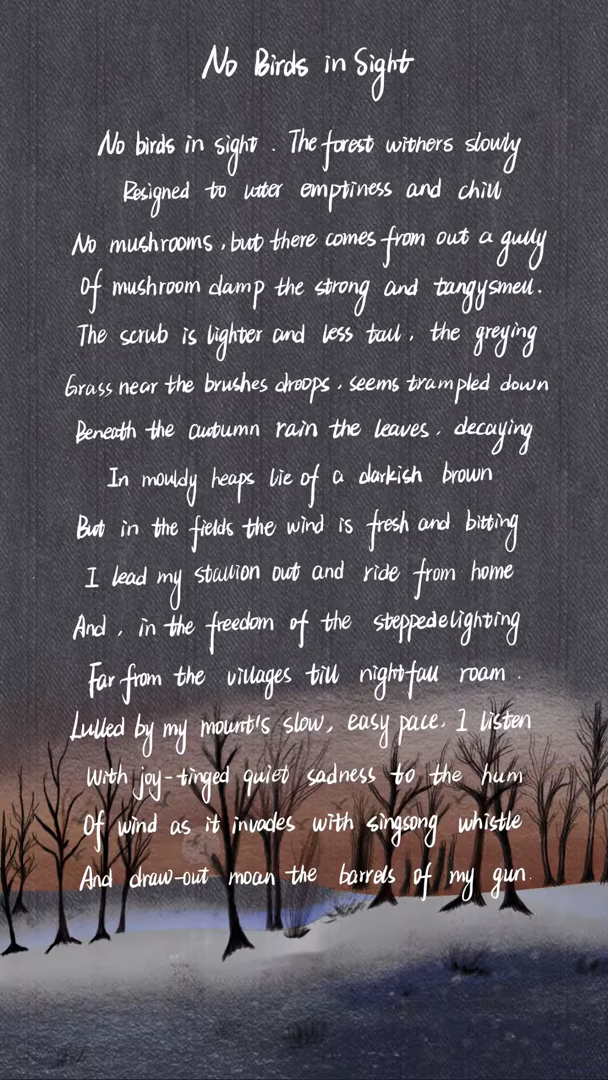 No Birds in Sight
No birds in sight. The forest withers slowly
Resigned to utter emptiness and chill
No mushrooms, but there comes from out a gully
Of mushroom damp the strong and tangy smell.
The scrub is lighter and less tall, the greying
Grass near the brushes droops, seems trampled down
Beneath the autumn rain the leaves, decaying
In mouldy heaps lie of a darkish brown
But in the fields the wind is fresh and bitting
I lead my stallion out and ride from home
And, in the freedom of the steppedelighting
Far from the villages till nightfall roam.
Lulled by my mount's slow, easy pace, I listen
With joy-tinged quiet sadness to the hum
Of wind as it invades with singsong whistle
And draw-out moan the barrels of my gun.